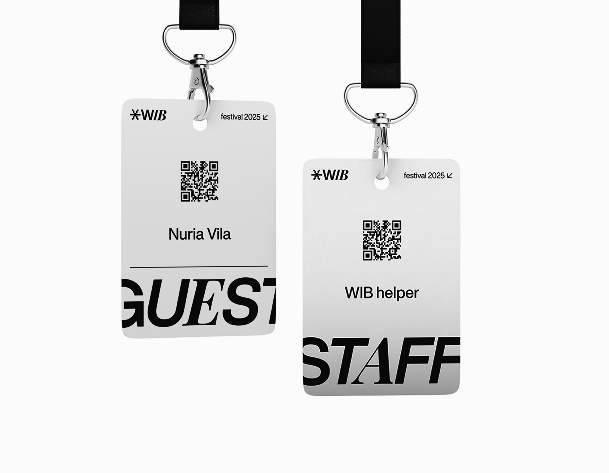 *WIB
festival 2025 ↙
Nuria Vila
GUEST
*WIB
festival 2025 ↙
WIB helper
STAFF